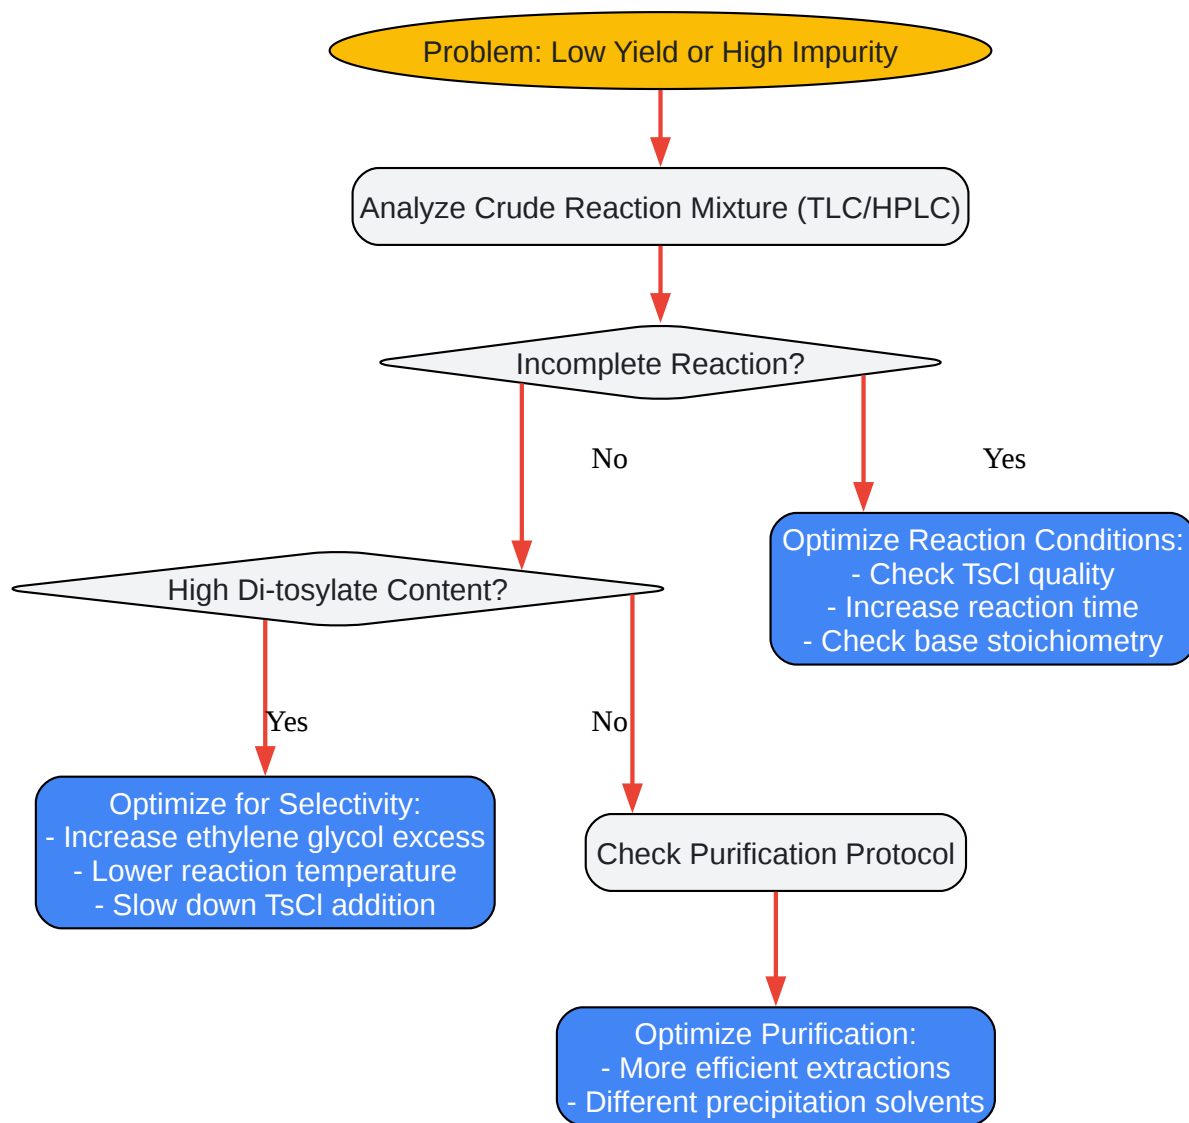 Problem: Low Yield or High Impurity
Analyze Crude Reaction Mixture (TLC/HPLC)
Incomplete Reaction?
No
Yes
Optimize Reaction Conditions:
- Check TsCl quality
- Increase reaction time
- Check base stoichiometry
High Di-tosylate Content?
Yes
No
Optimize for Selectivity:
- Increase ethylene glycol excess
- Lower reaction temperature
- Slow down TsCl addition
Check Purification Protocol
Optimize Purification:
- More efficient extractions
- Different precipitation solvents